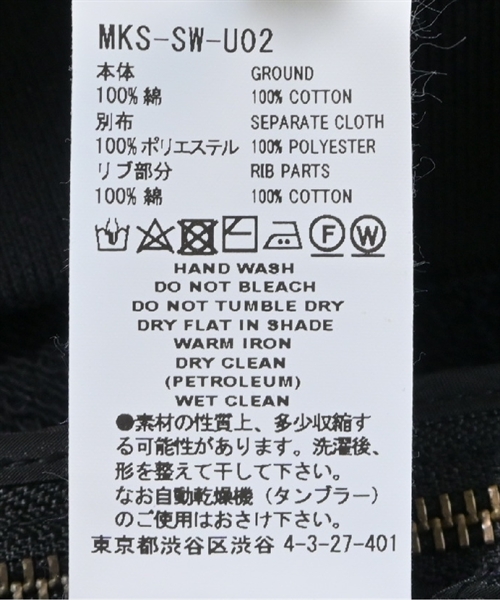 MKS-SW-U02
本体 GROUND
100% 綿 100% COTTON
別布 SEPARATE CLOTH
100% ポリエステル 100% POLYESTER
リブ部分 RIB PARTS
100% 綿 100% COTTON
F W
HAND WASH
DO NOT BLEACH
DO NOT TUMBLE DRY
DRY FLAT IN SHADE
WARM IRON
DRY CLEAN
(PETROLEUM)
WET CLEAN
●素材の性質上、多少収縮す
る可能性があります。洗濯後、
形を整えて干して下さい。
なお自動乾燥機（タンブラー）
のご使用はおさけ下さい。
東京都渋谷区渋谷 4-3-27-401